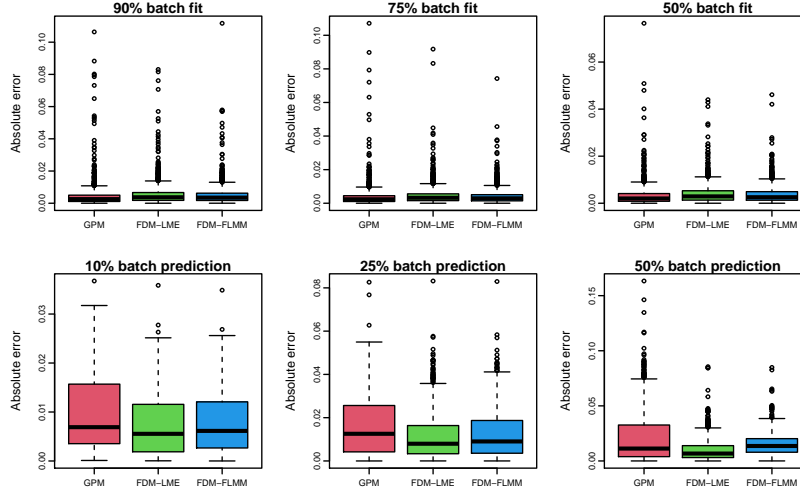 90% batch fit
75% batch fit
50% batch fit
Absolute error
0.00 0.02 0.04 0.06 0.08 0.10
GPM FDM−LME FDM−FLMM
Absolute error
0.00 0.02 0.04 0.06 0.08 0.10
GPM FDM−LME FDM−FLMM
Absolute error
0.00 0.02 0.04 0.06
GPM FDM−LME FDM−FLMM
10% batch prediction
25% batch prediction
50% batch prediction
Absolute error
0.00 0.01 0.02 0.03
GPM FDM−LME FDM−FLMM
Absolute error
0.00 0.02 0.04 0.06 0.08
GPM FDM−LME FDM−FLMM
Absolute error
0.00 0.05 0.10 0.15
GPM FDM−LME FDM−FLMM